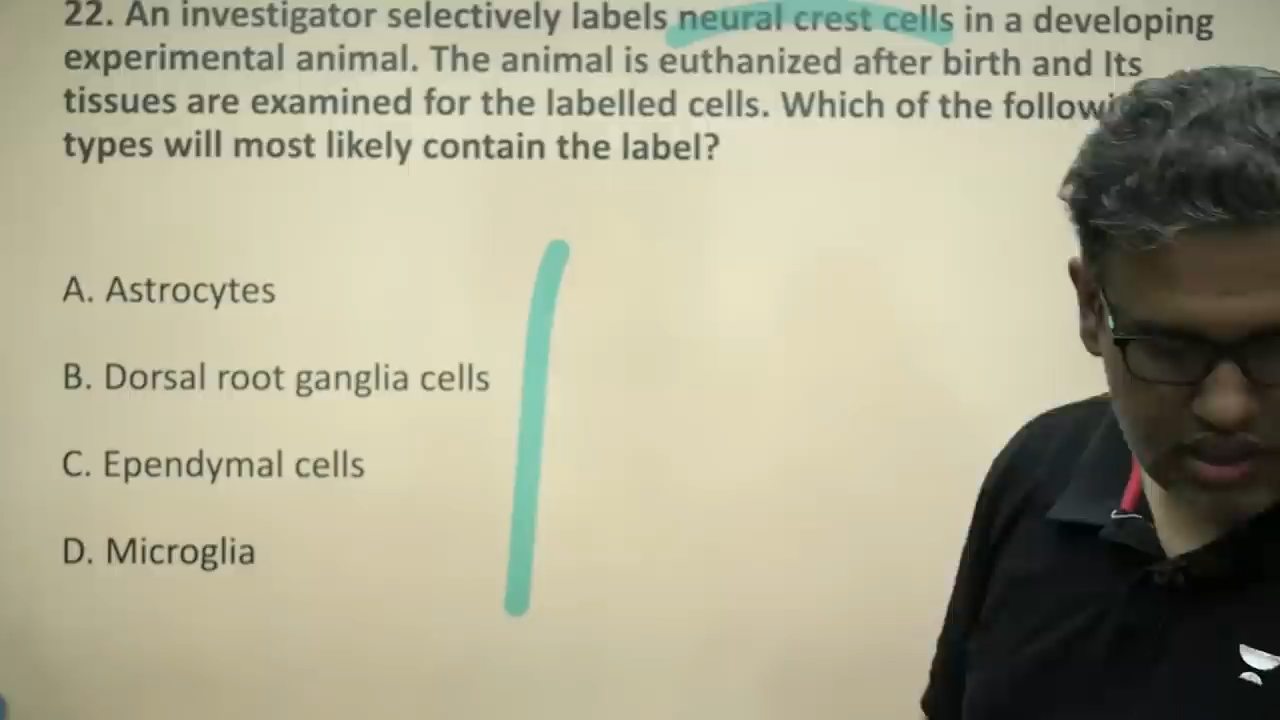 22. An investigator selectively labels neural crest cells in a developing
experimental animal. The animal is euthanized after birth and Its
tissues are examined for the labelled cells. Which of the
types will most likely contain the label?
A. Astrocytes
B. Dorsal root ganglia cells
C. Ependymal cells
D. Microglia